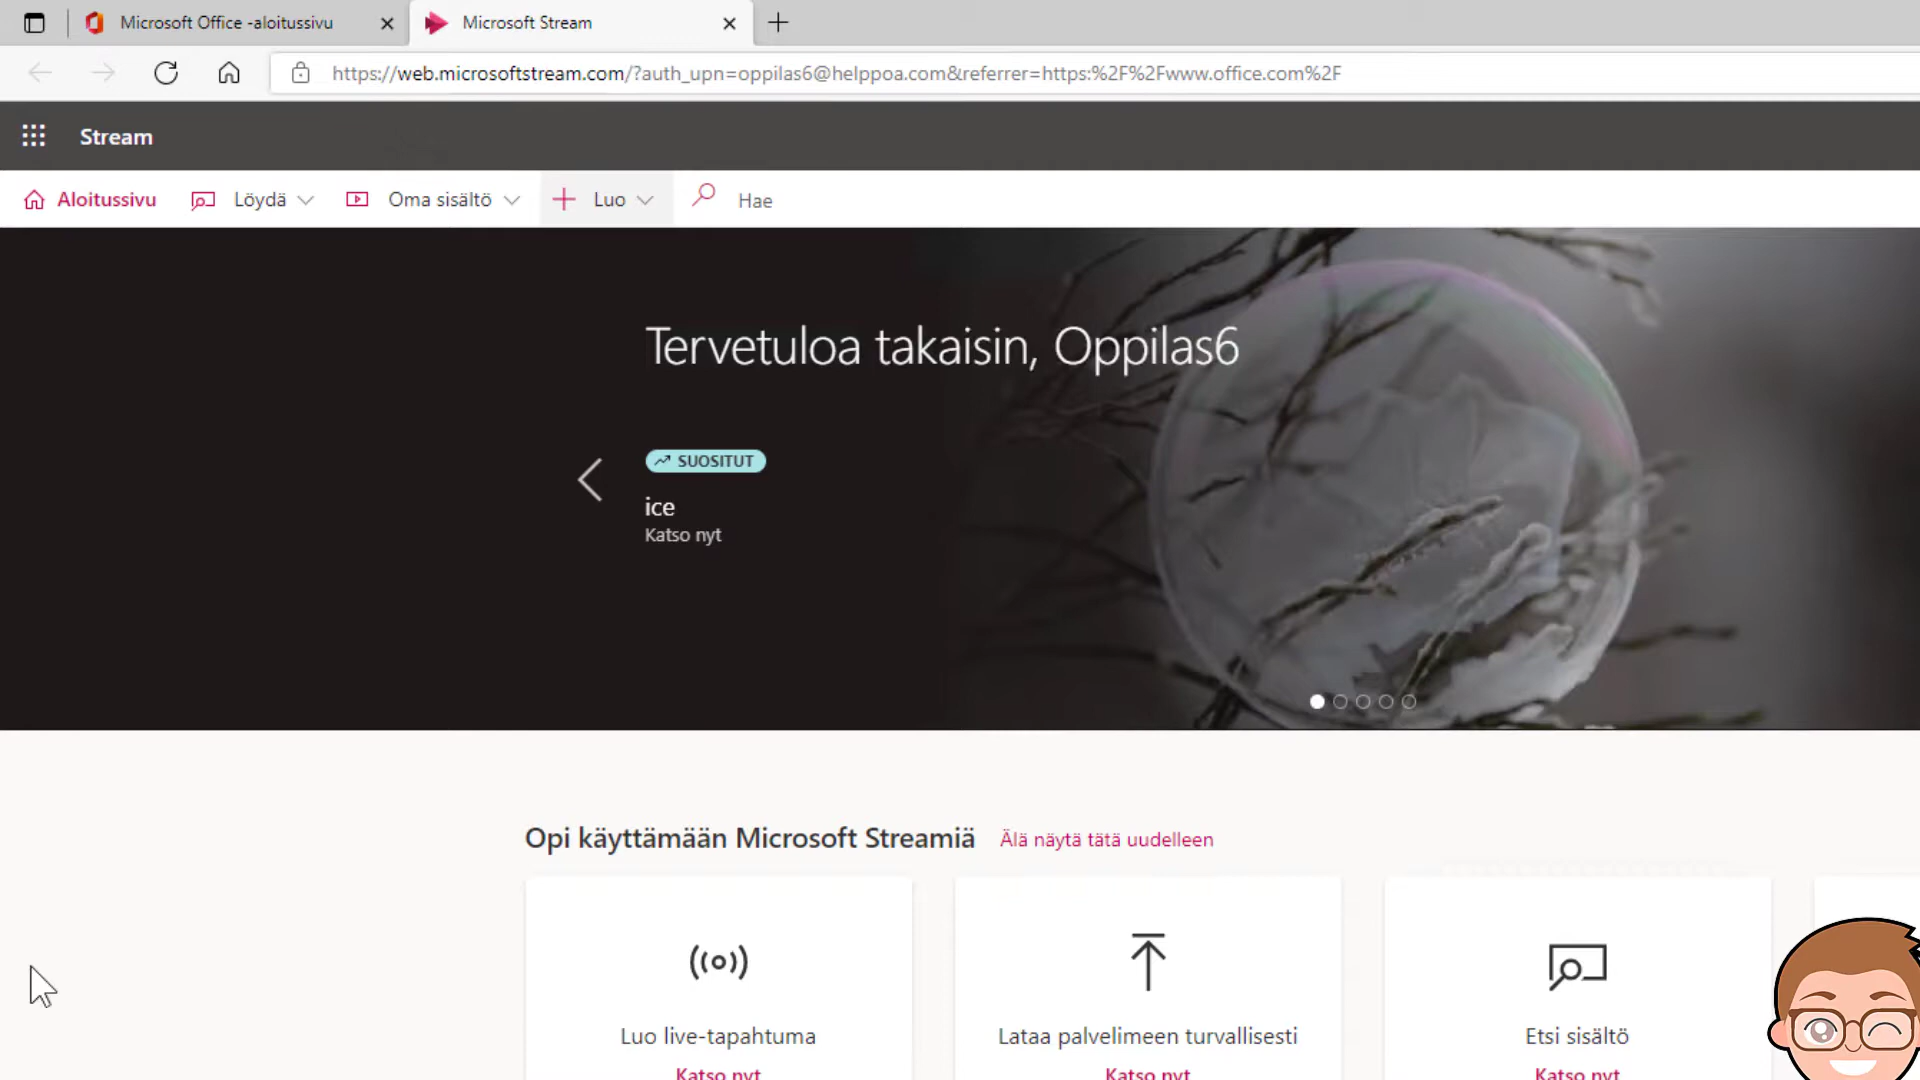 Microsoft Office -aloitussivu
Microsoft Stream
https://web.microsoftstream.com/?auth_upn=oppilas6@helppoa.com&referrer=https:%2F%2Fwww.office.com%2F
Stream
Aloitussivu
Löydä
Oma sisältö
Luo
Hae
Tervetuloa takaisin, Oppilas6
SUOSITUT
ice
Katso nyt
Opi käyttämään Microsoft Streamiä
Älä näytä tätä uudelleen
Luo live-tapahtuma
Katso nyt
Lataa palvelimeen turvallisesti
Katso nyt
Etsi sisältö
Katso nyt